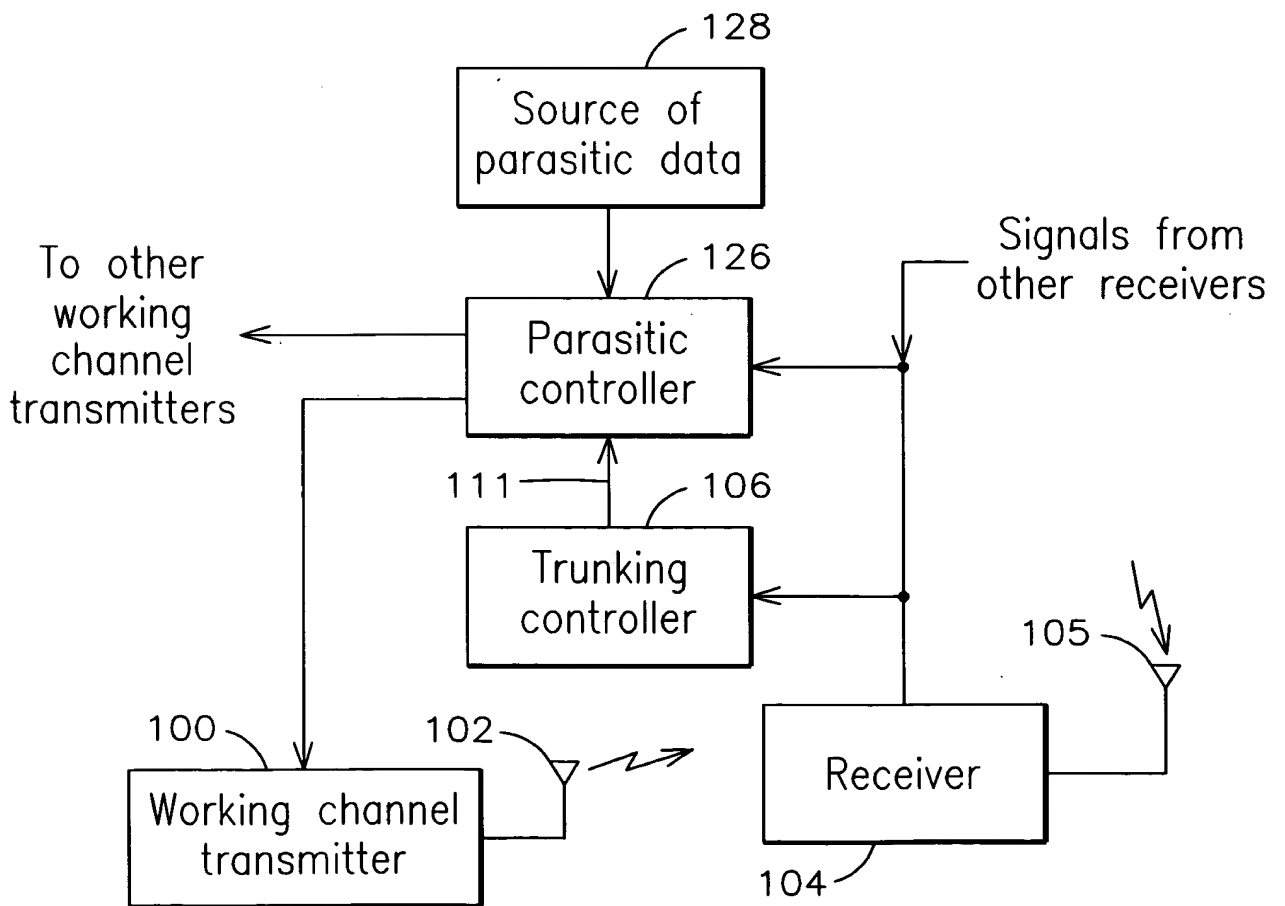 128
Source of
parasitic data
To other
working
channel
transmitters
126
Parasitic
controller
Signals from
other receivers
111
106
Trunking
controller
105
100
Working channel
transmitter
102
Receiver
104